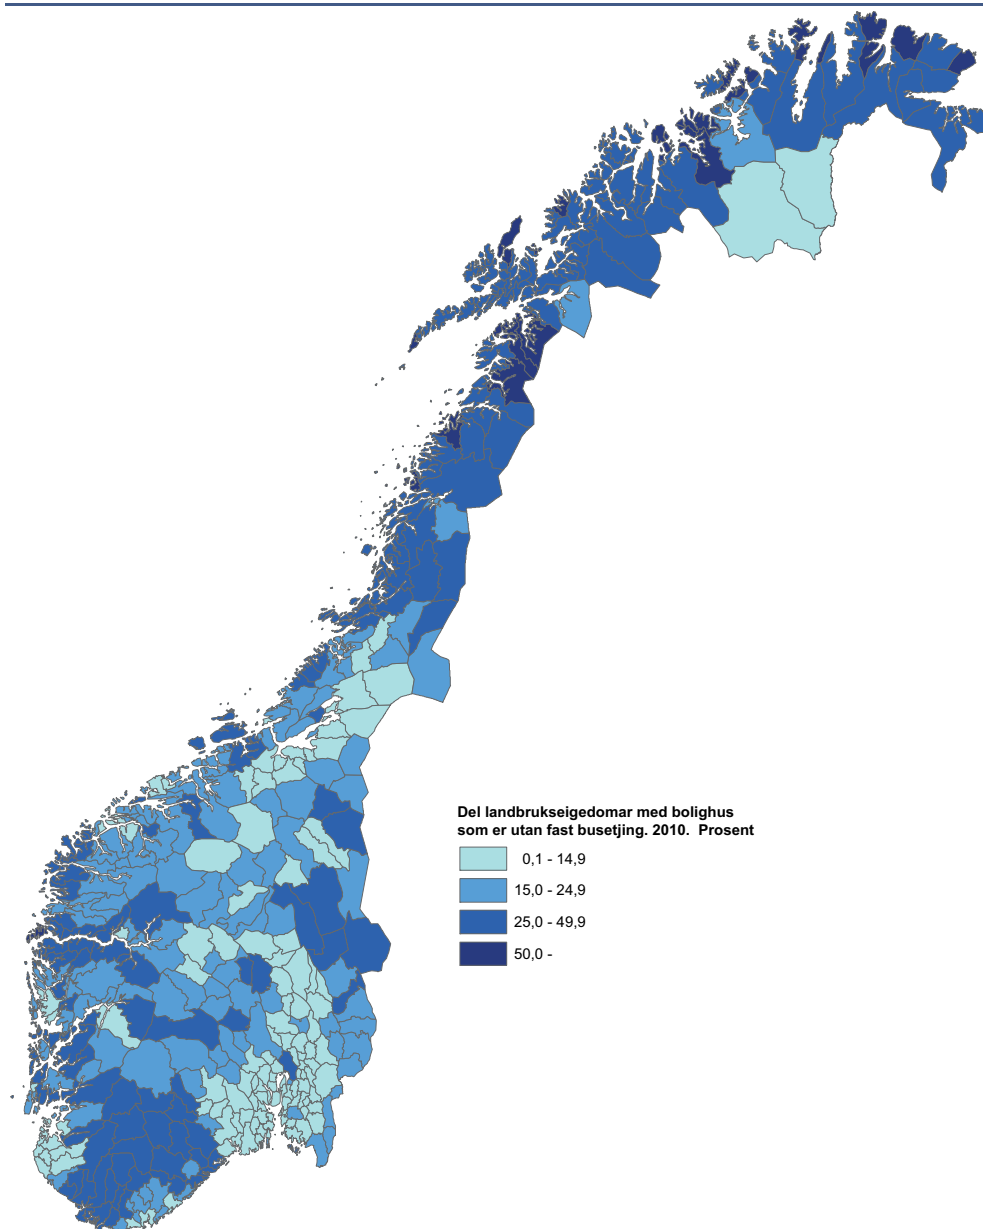 Del landbrukseigedomar med bolighus
som er utan fast busetjing. 2010. Prosent
0,1 - 14,9
15,0 - 24,9
25,0 - 49,9
50,0 -